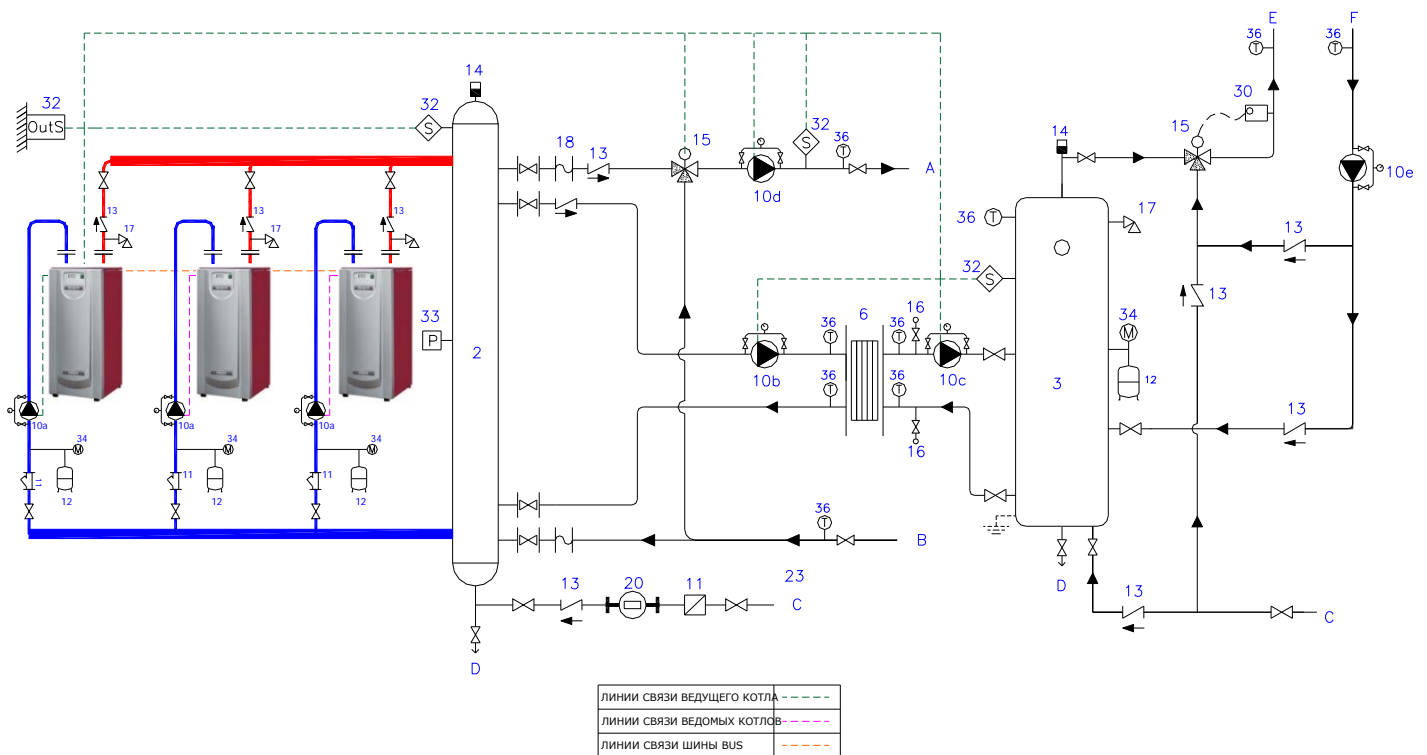 E F
36 36
32
OutS
14
32
18 13 15 32 36
A
10d
30
14 15
10e
13 13 13
17 17
36 17
13
32
13
33
P
2
6
36 16 36
34
M
10b 10c
36 36
3
12
13
10a 10a 10a
34 34 34
M M M
16
11 11 11
12 12 12
36
B
23
13 20 11
C
D
D
13
C
S S S
T T T T T T T T T
ЛИНИИ СВЯЗИ ВЕДУЩЕГО КОТЛА
ЛИНИИ СВЯЗИ ВЕДОМЫХ КОТЛОВ
ЛИНИИ СВЯЗИ ШИНЫ BUS